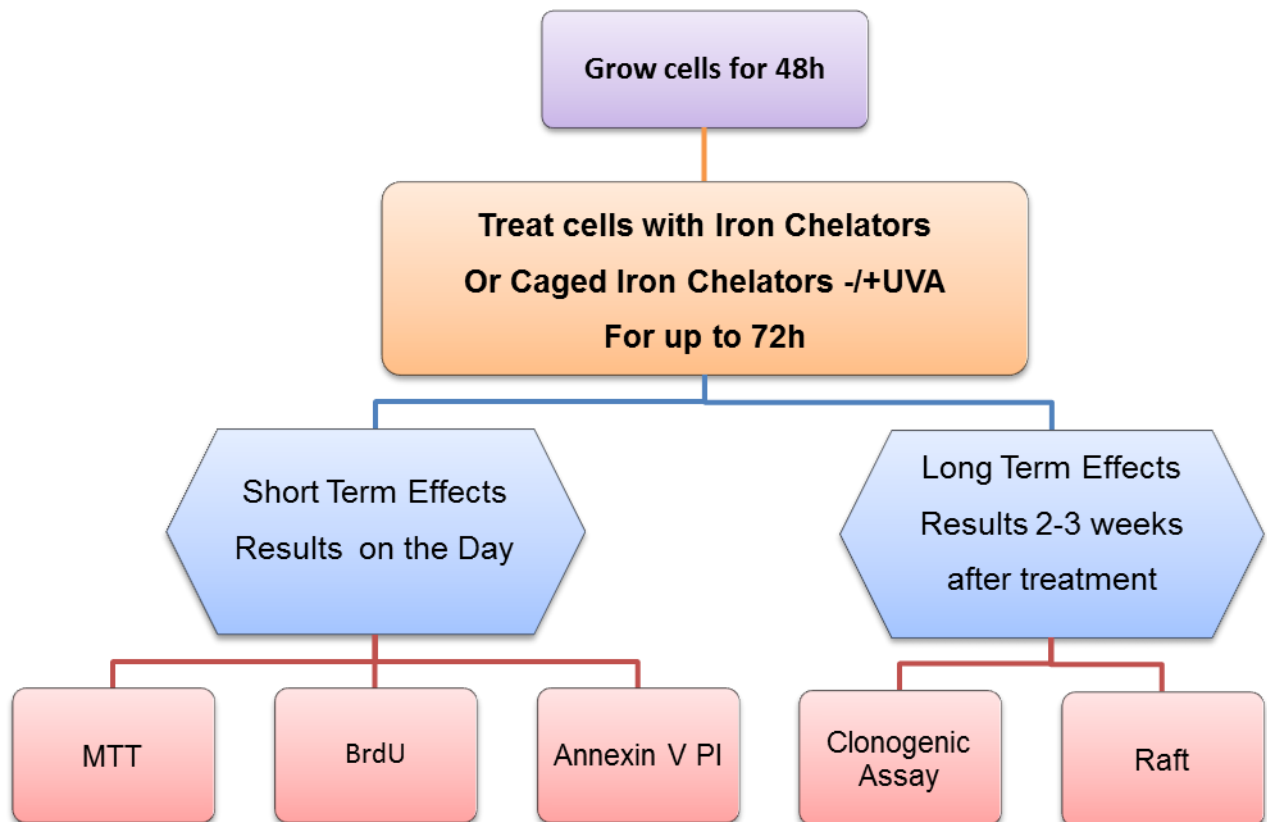 Grow cells for 48h
Treat cells with Iron Chelators
Or Caged Iron Chelators -/+UVA
For up to 72h
Short Term Effects
Results on the Day
Long Term Effects
Results 2-3 weeks
after treatment
MTT
BrdU
Annexin V PI
Clonogenic
Assay
Raft